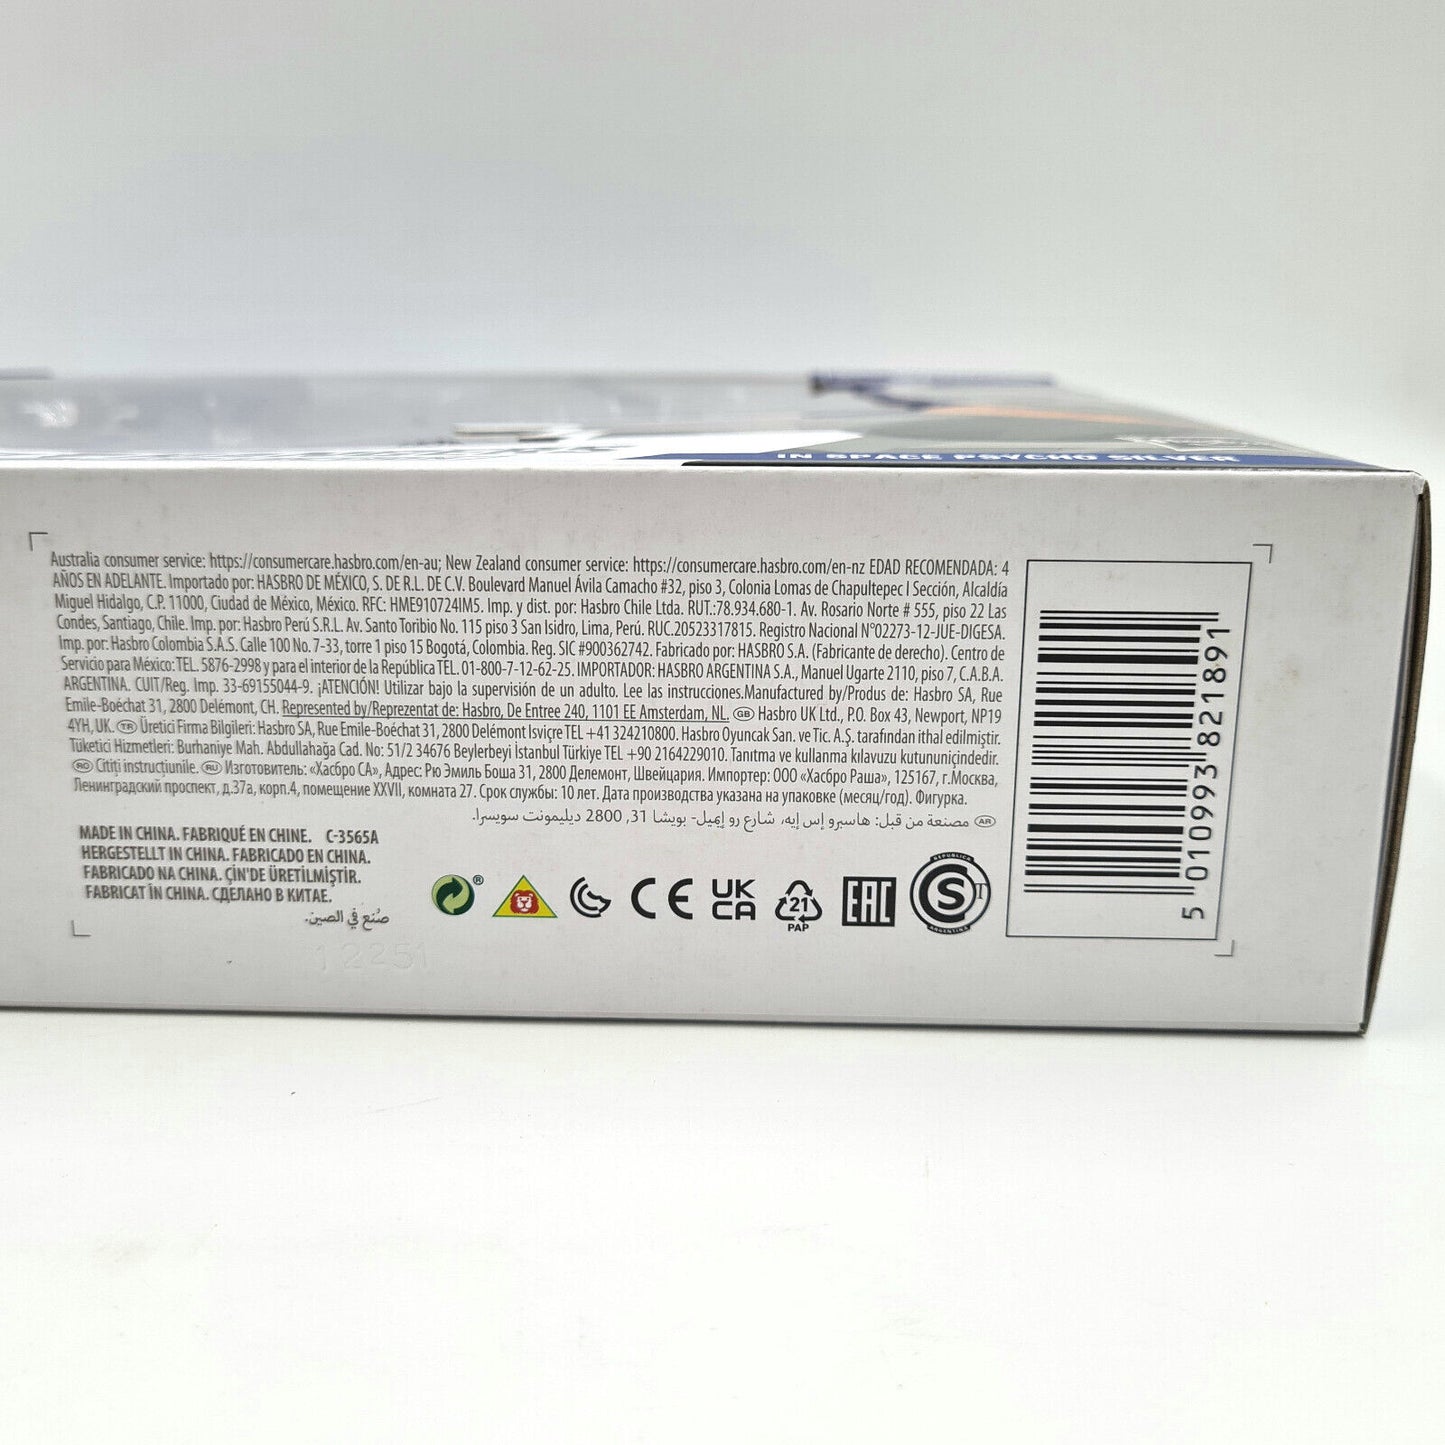 IN SPACE PSYCHO SILVER
Australia consumer service: https://consumercare.hasbro.com/en-au; New Zealand consumer service: https://consumercare.hasbro.com/en-nz EDAD RECOMENDADA: 4
AÑOS EN ADELANTE. Importado por: HASBRO DE MÉXICO, S. DE R.L. DE C.V. Boulevard Manuel Ávila Camacho #32, piso 3, Colonia Lomas de Chapultepec I Sección, Alcaldía
Miguel Hidalgo, C.P. 11000, Ciudad de México, México. RFC: HME910724IM5. Imp. y dist. por: Hasbro Chile Ltda. RUT.:78.934.680-1. Av. Rosario Norte # 555, piso 22 Las
Condes, Santiago, Chile. Imp. por: Hasbro Perú S.R.L. Av. Santo Toribio No. 115 piso 3 San Isidro, Lima, Perú. RUC.20523317815. Registro Nacional N°02273-12-JUE-DIGESA.
Imp. por: Hasbro Colombia S.A.S. Calle 100 No. 7-33, torre 1 piso 15 Bogotá, Colombia. Reg. SIC #900362742. Fabricado por: HASBRO S.A. (Fabricante de derecho). Centro de
Servicio para México: TEL. 5876-2998 y para el interior de la República TEL. 01-800-7-12-62-25. IMPORTADOR: HASBRO ARGENTINA S.A., Manuel Ugarte 2110, piso 7, C.A.B.A.
ARGENTINA. CUIT/Reg. Imp. 33-69155044-9. ¡ATENCIÓN! Utilizar bajo la supervisión de un adulto. Lee las instrucciones.Manufactured by/Produs de: Hasbro SA, Rue
Emile-Boéchat 31, 2800 Delémont, CH. Represented by/Reprezentat de: Hasbro, De Entree 240, 1101 EE Amsterdam, NL. GB Hasbro UK Ltd., P.O. Box 43, Newport, NP19
4YH, UK. TR Üretici Firma Bilgileri: Hasbro SA, Rue Emile-Boéchat 31, 2800 Delémont İsviçre TEL +41 324210800. Hasbro Oyuncak San. ve Tic. A.Ş. tarafından ithal edilmiştir.
Tüketici Hizmetleri: Burhaniye Mah. Abdullahağa Cad. No: 51/2 34676 Beylerbeyi İstanbul Türkiye TEL +90 2164229010. Tanıtma ve kullanma kılavuzu kutununiçindedir.
RO Citiți instrucțiunile. RU Изготовитель: «Хасбро СА», Адрес: Рю Эмиль Боша 31, 2800 Делемонт, Швейцария. Импортер: ООО «Хасбро Раша», 125167, г.Москва,
Ленинградский проспект, д.37а, корп.4, помещение XXVII, комната 27. Срок службы: 10 лет. Дата производства указана на упаковке (месяц/год). Фигурка.
AR مصنعة من قبل: هاسبرو إس إيه، شارع رو إيميل- بويشا 31, 2800 ديليمونت سويسرا.
MADE IN CHINA. FABRIQUÉ EN CHINE. C-3565A
HERGESTELLT IN CHINA. FABRICADO EN CHINA.
FABRICADO NA CHINA. ÇİN'DE ÜRETİLMİŞTİR.
FABRICAT ÎN CHINA. СДЕЛАНО В КИТАЕ.
صُنع في الصين.
® CE UK CA 21 PAP EAC REPUBLICA S T ARGENTINA
12251
5 010993 821891